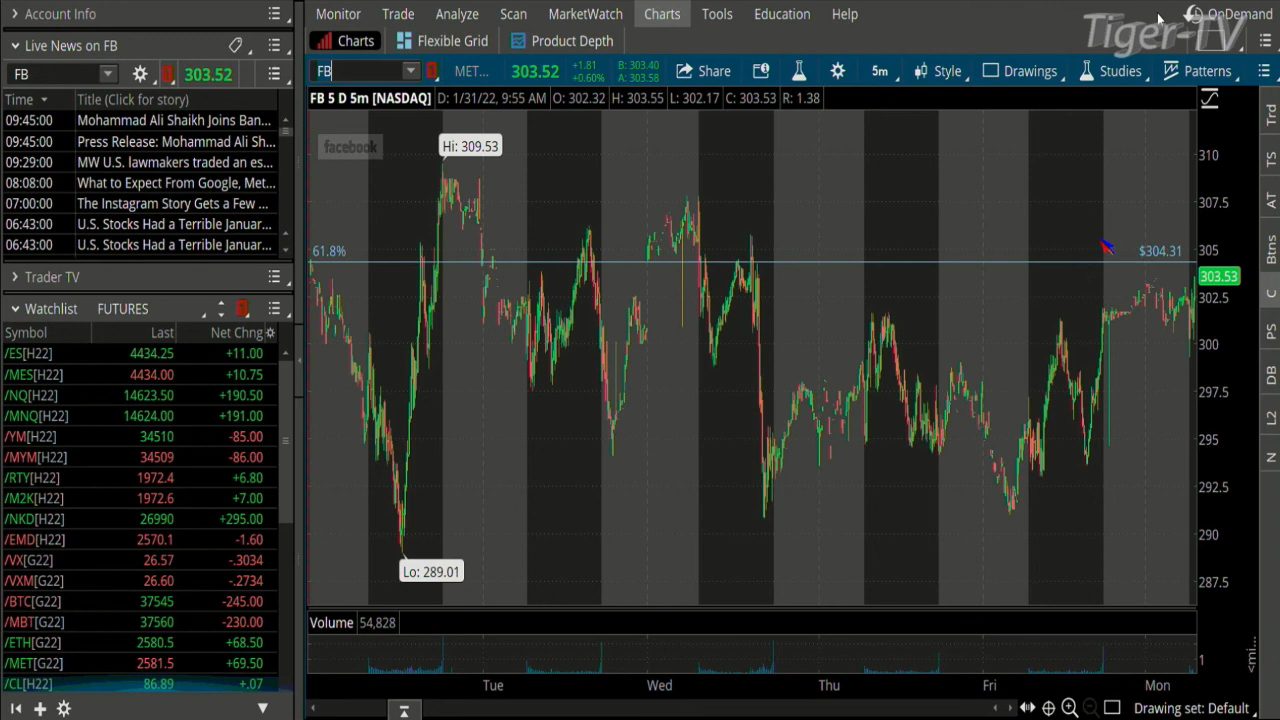 Account Info
Live News on FB
FB 303.52
Time Title (Click for story)
09:45:00 Mohammad Ali Shaikh Joins Ban...
09:45:00 Press Release: Mohammad Ali Sh...
09:29:00 MW U.S. lawmakers traded an es...
08:08:00 What to Expect From Google, Met...
07:00:00 The Instagram Story Gets a Few ...
06:43:00 U.S. Stocks Had a Terrible Januar...
06:43:00 U.S. Stocks Had a Terrible Januar...
Trader TV
Watchlist FUTURES
Symbol Last Net Chng
/ES[H22] 4434.25 +11.00
/MES[H22] 4434.00 +10.75
/NQ[H22] 14623.50 +190.50
/MNQ[H22] 14624.00 +191.00
/YM[H22] 34510 -85.00
/MYM[H22] 34509 -86.00
/RTY[H22] 1972.4 +6.80
/M2K[H22] 1972.6 +7.00
/NKD[H22] 26990 +295.00
/EMD[H22] 2570.1 -1.60
/VX[G22] 26.57 -.3034
/VXM[G22] 26.60 -.2734
/BTC[G22] 37545 -245.00
/MBT[G22] 37560 -230.00
/ETH[G22] 2580.5 +68.50
/MET[G22] 2581.5 +69.50
/CL[H22] 86.89 +.07
Monitor Trade Analyze Scan MarketWatch Charts Tools Education Help OnDemand
Tiger-TV
Charts Flexible Grid Product Depth
FB MET... 303.52 +1.81 +0.60% B: 303.40 A: 303.58 Share 5m Style Drawings Studies Patterns
FB 5 D 5m [NASDAQ] D: 1/31/22, 9:55 AM O: 302.32 H: 303.55 L: 302.17 C: 303.53 R: 1.38
facebook
Hi: 309.53
61.8% $304.31
Lo: 289.01
310
307.5
305
303.53
302.5
300
297.5
295
292.5
290
287.5
Volume 54,828
1
Tue Wed Thu Fri Mon
Drawing set: Default
Trd
TS
AT
Btns
C
PS
DB
L2
N
<mi...